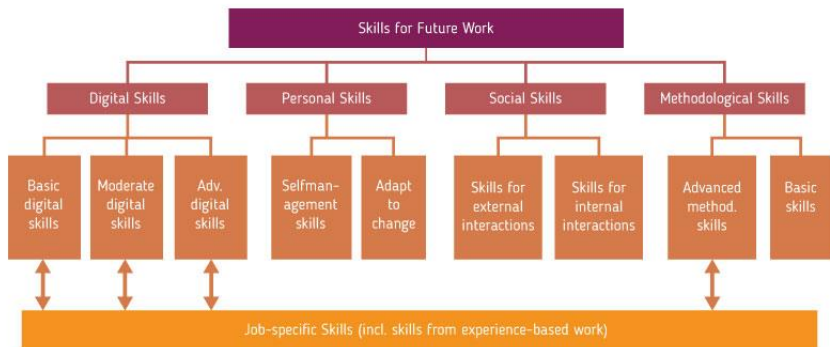 Skills for Future Work
Digital Skills
Personal Skills
Social Skills
Methodological Skills
Basic
digital
skills
Moderate
digital
skills
Adv.
digital
skills
Selfman-
agement
skills
Adapt
to
change
Skills for
external
interactions
Skills for
internal
interactions
Advanced
method.
skills
Basic
skills
Job-specific Skills (incl. skills from experience-based work)